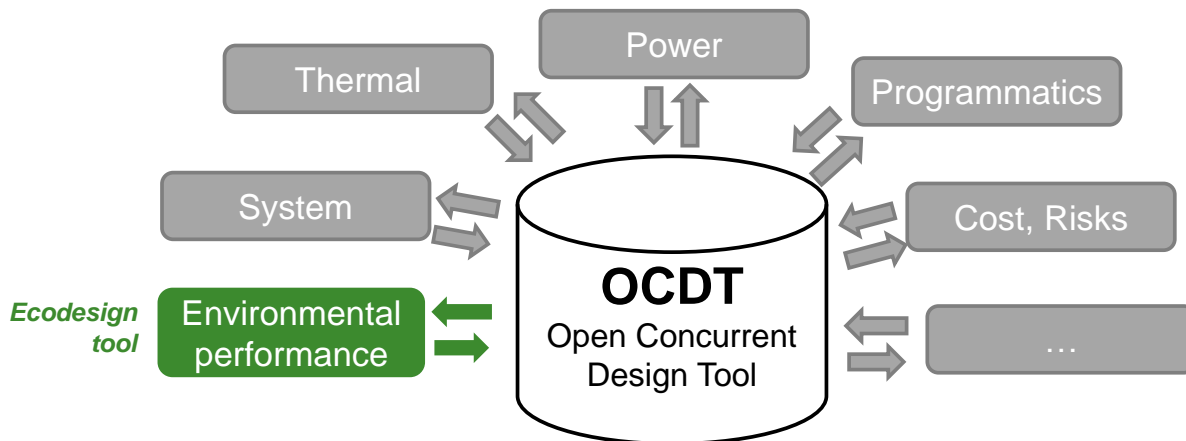 Power
Thermal
Programmatics
System
Cost, Risks
OCDT
Open Concurrent
Design Tool
Ecodesign
tool
Environmental
performance
…